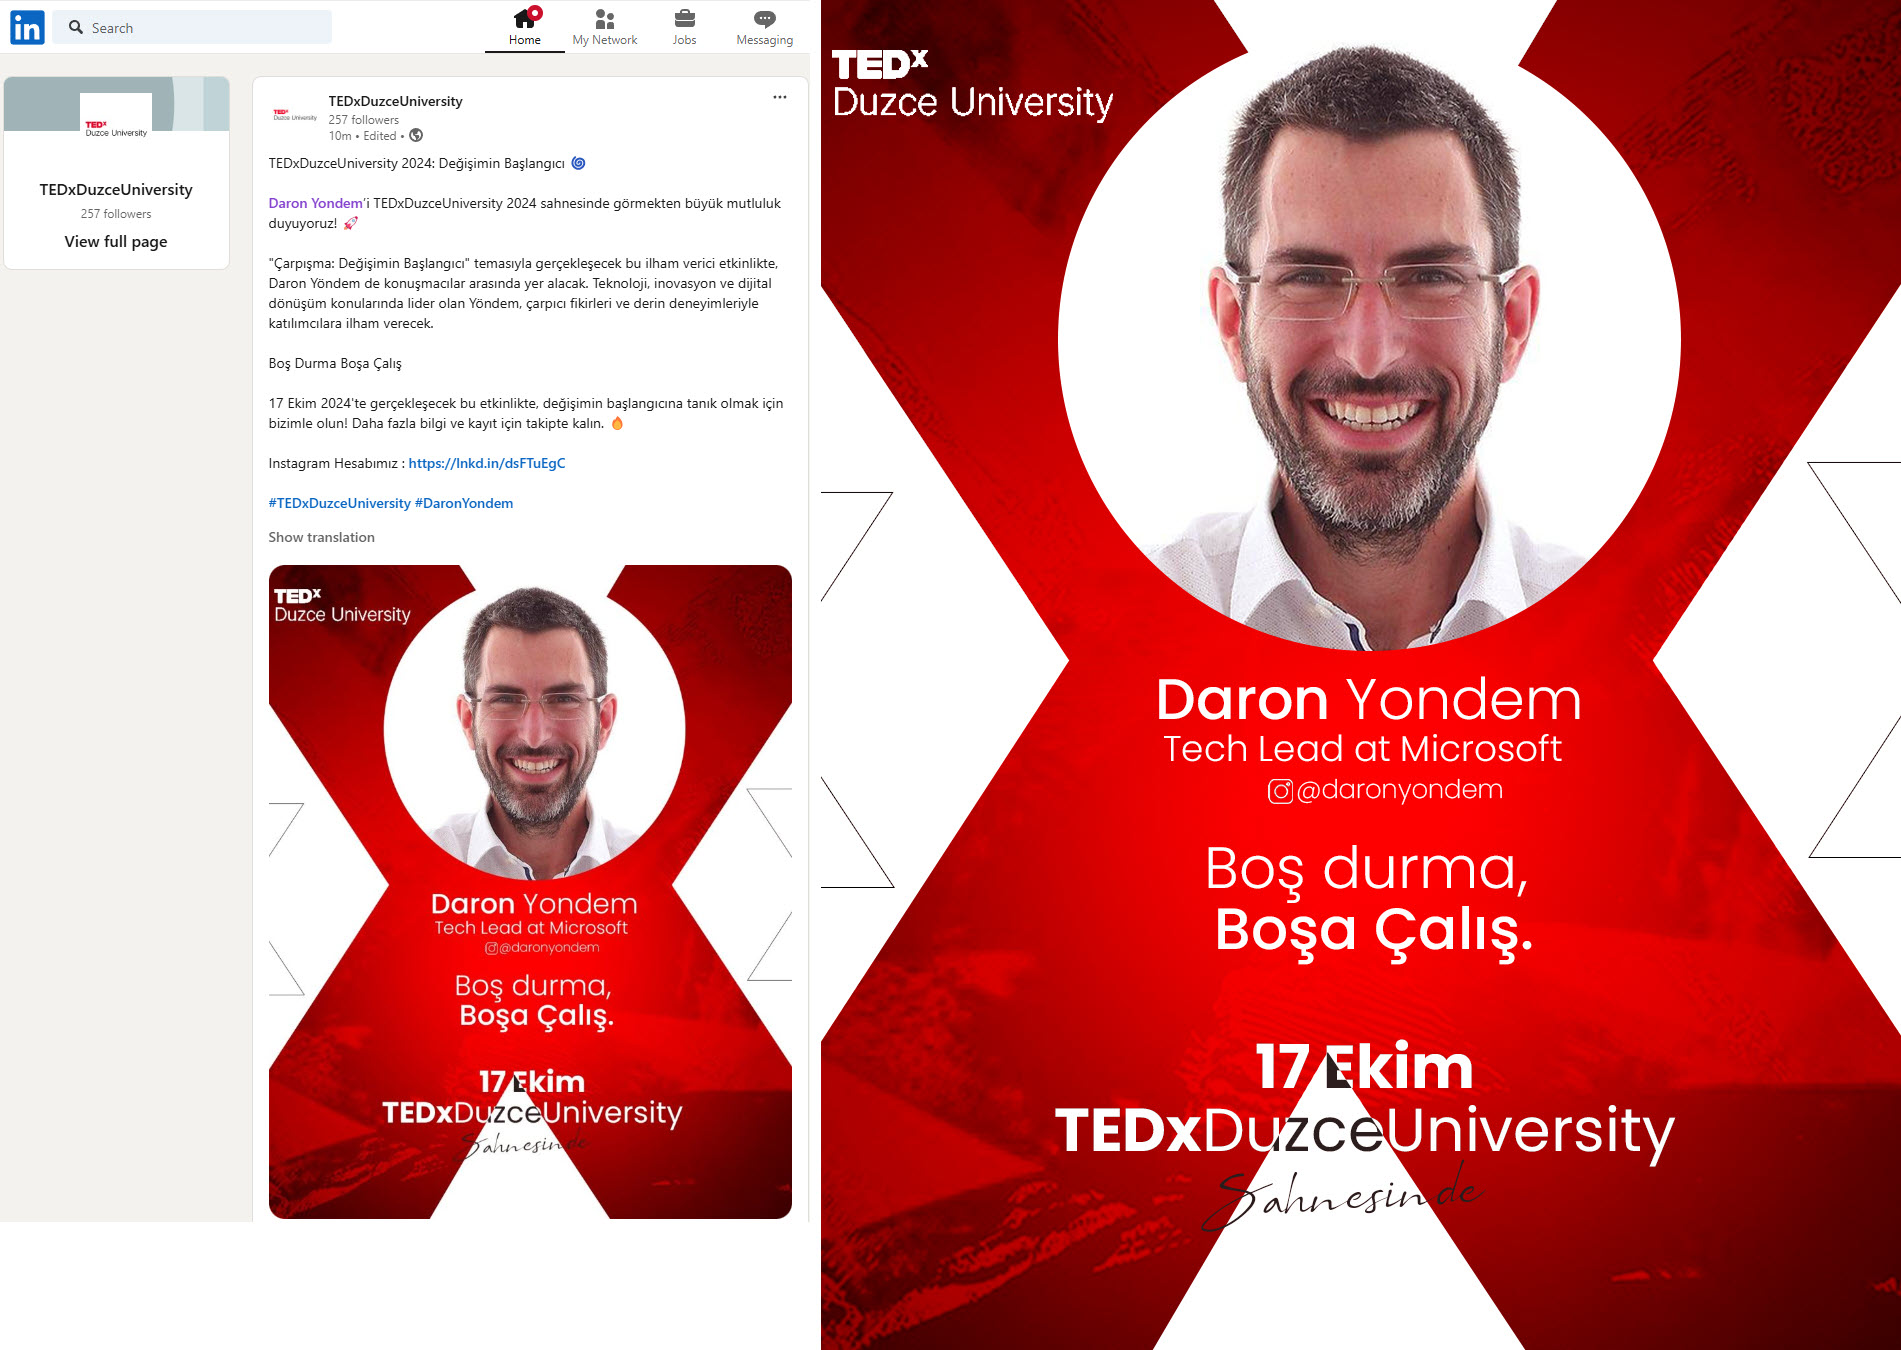 in
Search
Home
My Network
Jobs
Messaging
TEDx
Duzce University
TEDxDuzceUniversity
257 followers
View full page
TEDx
Duzce University
TEDxDuzceUniversity
257 followers
10m • Edited •
TEDxDuzceUniversity 2024: Değişimin Başlangıcı 🌀
Daron Yondem'i TEDxDuzceUniversity 2024 sahnesinde görmekten büyük mutluluk
duyuyoruz! 🚀
"Çarpışma: Değişimin Başlangıcı" temasıyla gerçekleşecek bu ilham verici etkinlikte,
Daron Yöndem de konuşmacılar arasında yer alacak. Teknoloji, inovasyon ve dijital
dönüşüm konularında lider olan Yöndem, çarpıcı fikirleri ve derin deneyimleriyle
katılımcılara ilham verecek.
Boş Durma Boşa Çalış
17 Ekim 2024'te gerçekleşecek bu etkinlikte, değişimin başlangıcına tanık olmak için
bizimle olun! Daha fazla bilgi ve kayıt için takipte kalın. 🔥
Instagram Hesabımız : https://lnkd.in/dsFTuEgC
#TEDxDuzceUniversity #DaronYondem
Show translation
TEDx
Duzce University
Daron Yondem
Tech Lead at Microsoft
@daronyondem
Boş durma,
Boşa Çalış.
17 Ekim
TEDxDuzceUniversity
Sahnesinde
TEDx
Duzce University
Daron Yondem
Tech Lead at Microsoft
@daronyondem
Boş durma,
Boşa Çalış.
17 Ekim
TEDxDuzceUniversity
Sahnesinde